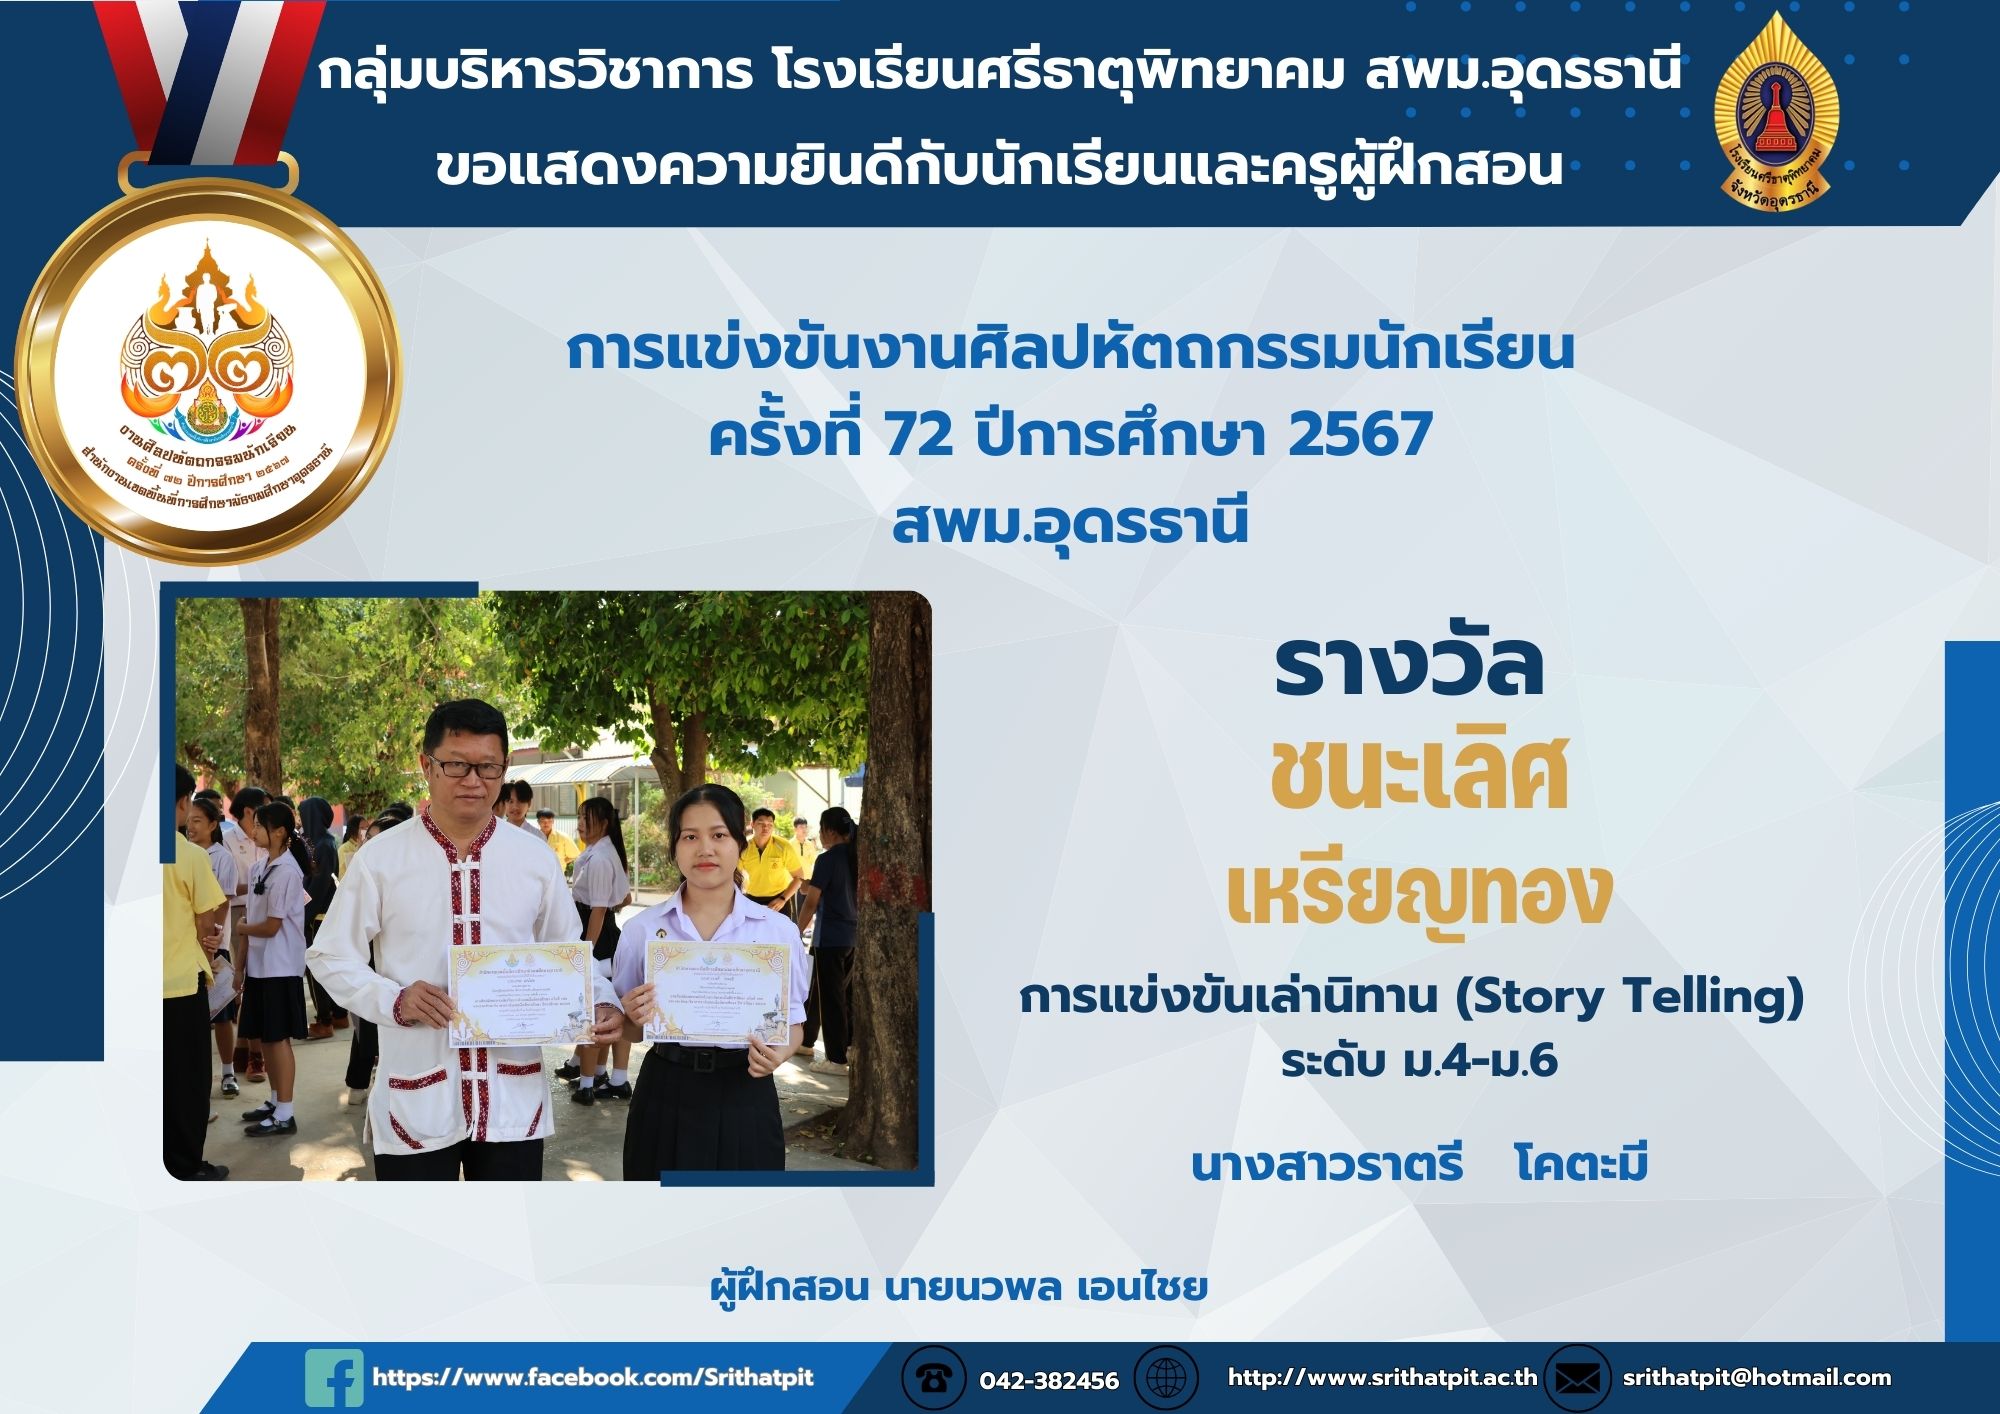 กลุ่มบริหารวิชาการ โรงเรียนศรีธาตุพิทยาคม สพม.อุดรธานี
ขอแสดงความยินดีกับนักเรียนและครูผู้ฝึกสอน
โรงเรียนศรีธาตุพิทยาคม
จังหวัดอุดรธานี
๗๒
งานศิลปหัตถกรรมนักเรียน
ครั้งที่ ๗๒ ปีการศึกษา ๒๕๖๗
สำนักงานเขตพื้นที่การศึกษามัธยมศึกษาอุดรธานี
การแข่งขันงานศิลปหัตถกรรมนักเรียน
ครั้งที่ 72 ปีการศึกษา 2567
สพม.อุดรธานี
รางวัล
ชนะเลิศ
เหรียญทอง
การแข่งขันเล่านิทาน (Story Telling)
ระดับ ม.4-ม.6
นางสาวราตรี โคตะมี
ผู้ฝึกสอน นายนวพล เอนไชย
https://www.facebook.com/Srithatpit
042-382456
http://www.srithatpit.ac.th
srithatpit@hotmail.com